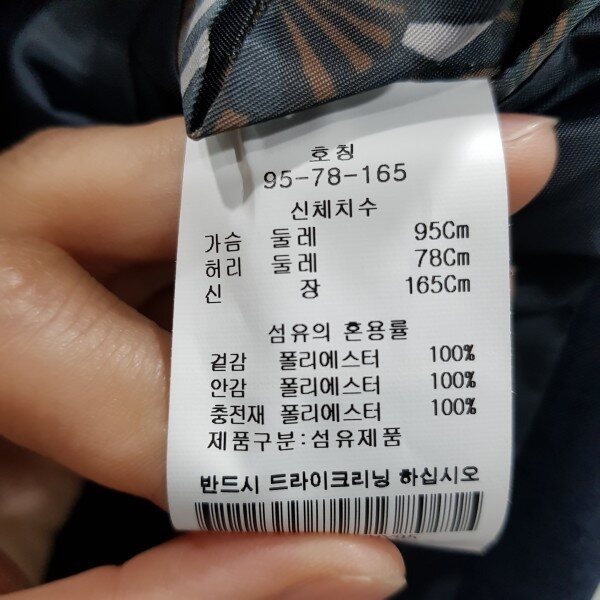 호칭
95-78-165
신체치수
가슴 둘레 95Cm
허리 둘레 78Cm
신 장 165Cm
섬유의 혼용률
겉감 폴리에스터 100%
안감 폴리에스터 100%
충전재 폴리에스터 100%
제품구분:섬유제품
반드시 드라이크리닝 하십시오